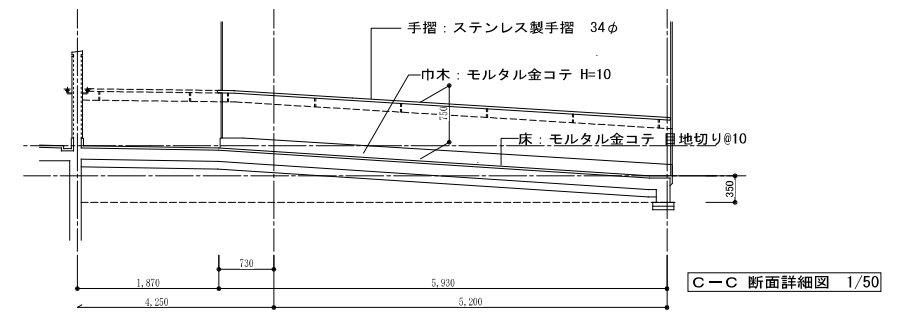 手摺：ステンレス製手摺 34φ
巾木：モルタル金コテ H=10
750
床：モルタル金コテ 目地切り@10
350
730
1,870
5,930
4,250
5,200
C－C 断面詳細図 1/50